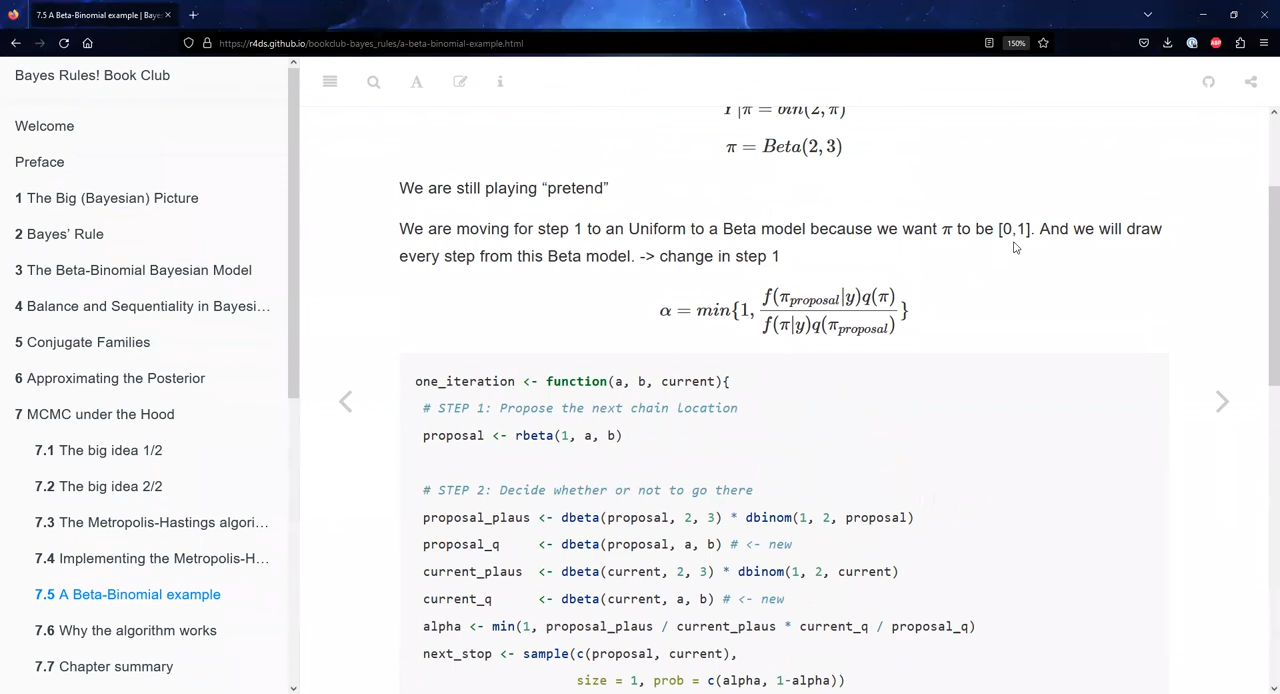 7.5 A Beta-Binomial example | Baye
https://r4ds.github.io/bookclub-bayes_rules/a-beta-binomial-example.html
150%
ABP
Bayes Rules! Book Club
Welcome
Preface
1 The Big (Bayesian) Picture
2 Bayes’ Rule
3 The Beta-Binomial Bayesian Model
4 Balance and Sequentiality in Bayesi…
5 Conjugate Families
6 Approximating the Posterior
7 MCMC under the Hood
7.1 The big idea 1/2
7.2 The big idea 2/2
7.3 The Metropolis-Hastings algori…
7.4 Implementing the Metropolis-H…
7.5 A Beta-Binomial example
7.6 Why the algorithm works
7.7 Chapter summary
Y|π = bin(2, π)
π = Beta(2, 3)
We are still playing “pretend”
We are moving for step 1 to an Uniform to a Beta model because we want π to be [0,1]. And we will draw
every step from this Beta model. -> change in step 1
α = min{1, f(π_proposal|y)q(π) / f(π|y)q(π_proposal) }
one_iteration <- function(a, b, current){
# STEP 1: Propose the next chain location
proposal <- rbeta(1, a, b)
# STEP 2: Decide whether or not to go there
proposal_plaus <- dbeta(proposal, 2, 3) * dbinom(1, 2, proposal)
proposal_q <- dbeta(proposal, a, b) # <- new
current_plaus <- dbeta(current, 2, 3) * dbinom(1, 2, current)
current_q <- dbeta(current, a, b) # <- new
alpha <- min(1, proposal_plaus / current_plaus * current_q / proposal_q)
next_stop <- sample(c(proposal, current),
size = 1, prob = c(alpha, 1-alpha))